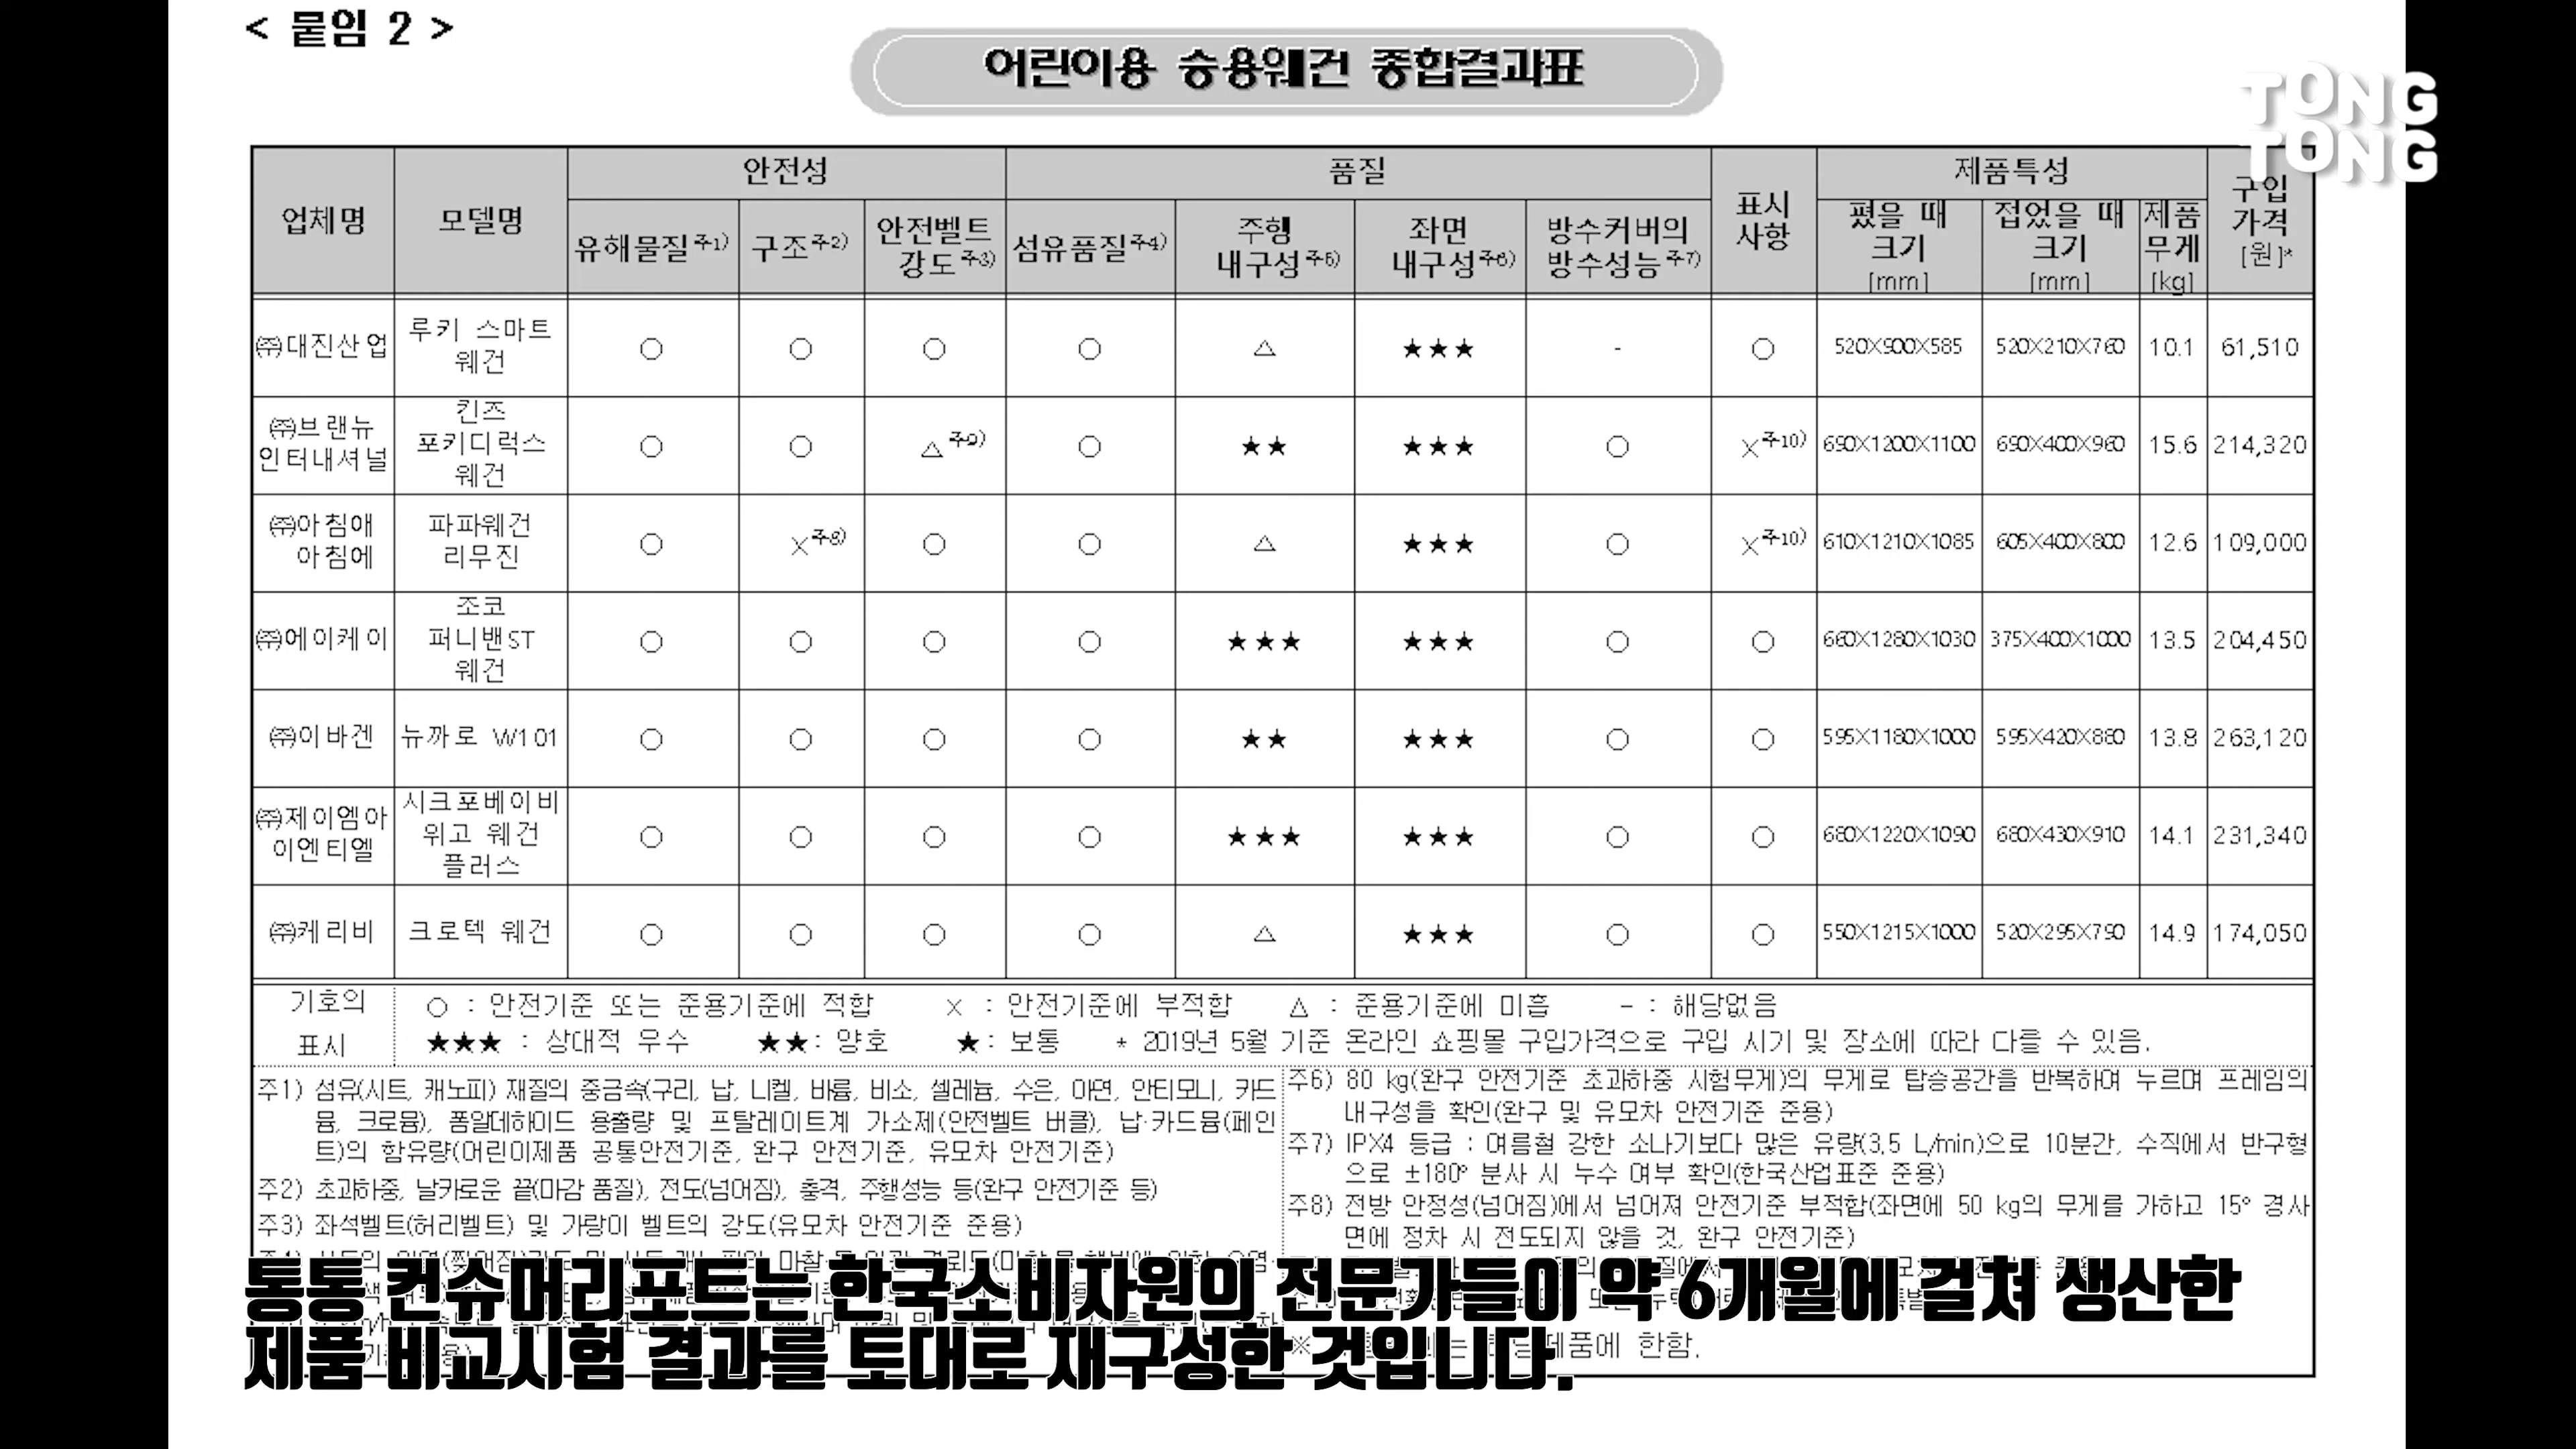 < 붙임 2 >
어린이용 승용웨건 종합결과표
TONG
TONG
업체명 모델명 안전성 품질 표시사항 제품특성 구입가격[원]*
유해물질주1) 구조주2) 안전벨트강도주3) 섬유품질주4) 주행내구성주5) 좌면내구성주6) 방수커버의 방수성능주7) 폈을 때 크기[mm] 접었을 때 크기[mm] 제품무게[kg]
㈜대진산업 루키 스마트 웨건 ○ ○ ○ ○ △ ★★★ - ○ 520X900X585 520X210X760 10.1 61,510
㈜브랜뉴인터내셔널 킨즈 포키디럭스 웨건 ○ ○ △주9) ○ ★★ ★★★ ○ ×주10) 690X1200X1100 690X400X960 15.6 214,320
㈜아침애아침에 파파웨건 리무진 ○ ×주8) ○ ○ △ ★★★ ○ ×주10) 610X1210X1085 605X400X800 12.6 109,000
㈜에이케이 조코 퍼니밴ST 웨건 ○ ○ ○ ○ ★★★ ★★★ ○ ○ 660X1280X1030 375X400X1000 13.5 204,450
㈜이바겐 뉴까로 W101 ○ ○ ○ ○ ★★ ★★★ ○ ○ 595X1180X1000 595X420X880 13.8 263,120
㈜제이엠아이엔티엘 시크포베이비 위고 웨건 플러스 ○ ○ ○ ○ ★★★ ★★★ ○ ○ 680X1220X1090 680X430X910 14.1 231,340
㈜케리비 크로텍 웨건 ○ ○ ○ ○ △ ★★★ ○ ○ 550X1215X1000 520X295X790 14.9 174,050
기호의 표시
○ : 안전기준 또는 준용기준에 적합 × : 안전기준에 부적합 △ : 준용기준에 미흡 - : 해당없음
★★★ : 상대적 우수 ★★: 양호 ★: 보통 * 2019년 5월 기준 온라인 쇼핑몰 구입가격으로 구입 시기 및 장소에 따라 다를 수 있음.
주1) 섬유(시트, 캐노피) 재질의 중금속(구리, 납, 니켈, 바륨, 비소, 셀레늄, 수은, 아연, 안티모니, 카드
뮴, 크로뮴), 폼알데하이드 용출량 및 프탈레이트계 가소제(안전벨트 버클), 납·카드뮴(페인
트)의 함유량(어린이제품 공통안전기준, 완구 안전기준, 유모차 안전기준)
주2) 초과하중, 날카로운 끝(마감 품질), 전도(넘어짐), 충격, 주행성능 등(완구 안전기준 등)
주3) 좌석벨트(허리벨트) 및 가랑이 벨트의 강도(유모차 안전기준 준용)
주6) 80 kg(완구 안전기준 초과하중 시험무게)의 무게로 탑승공간을 반복하며 누르며 프레임의
내구성을 확인(완구 및 유모차 안전기준 준용)
주7) IPX4 등급 : 여름철 강한 소나기보다 많은 유량(3.5 L/min)으로 10분간, 수직에서 반구형
으로 ±180° 분사 시 누수 여부 확인(한국산업표준 준용)
주8) 전방 안정성(넘어짐)에서 넘어져 안전기준 부적합(좌면에 50 kg의 무게를 가하고 15° 경사
면에 정차 시 전도되지 않을 것, 완구 안전기준)
통통 컨슈머리포트는 한국소비자원의 전문가들이 약 6개월에 걸쳐 생산한
제품 비교시험 결과를 토대로 재구성한 것입니다.
제품에 한함.